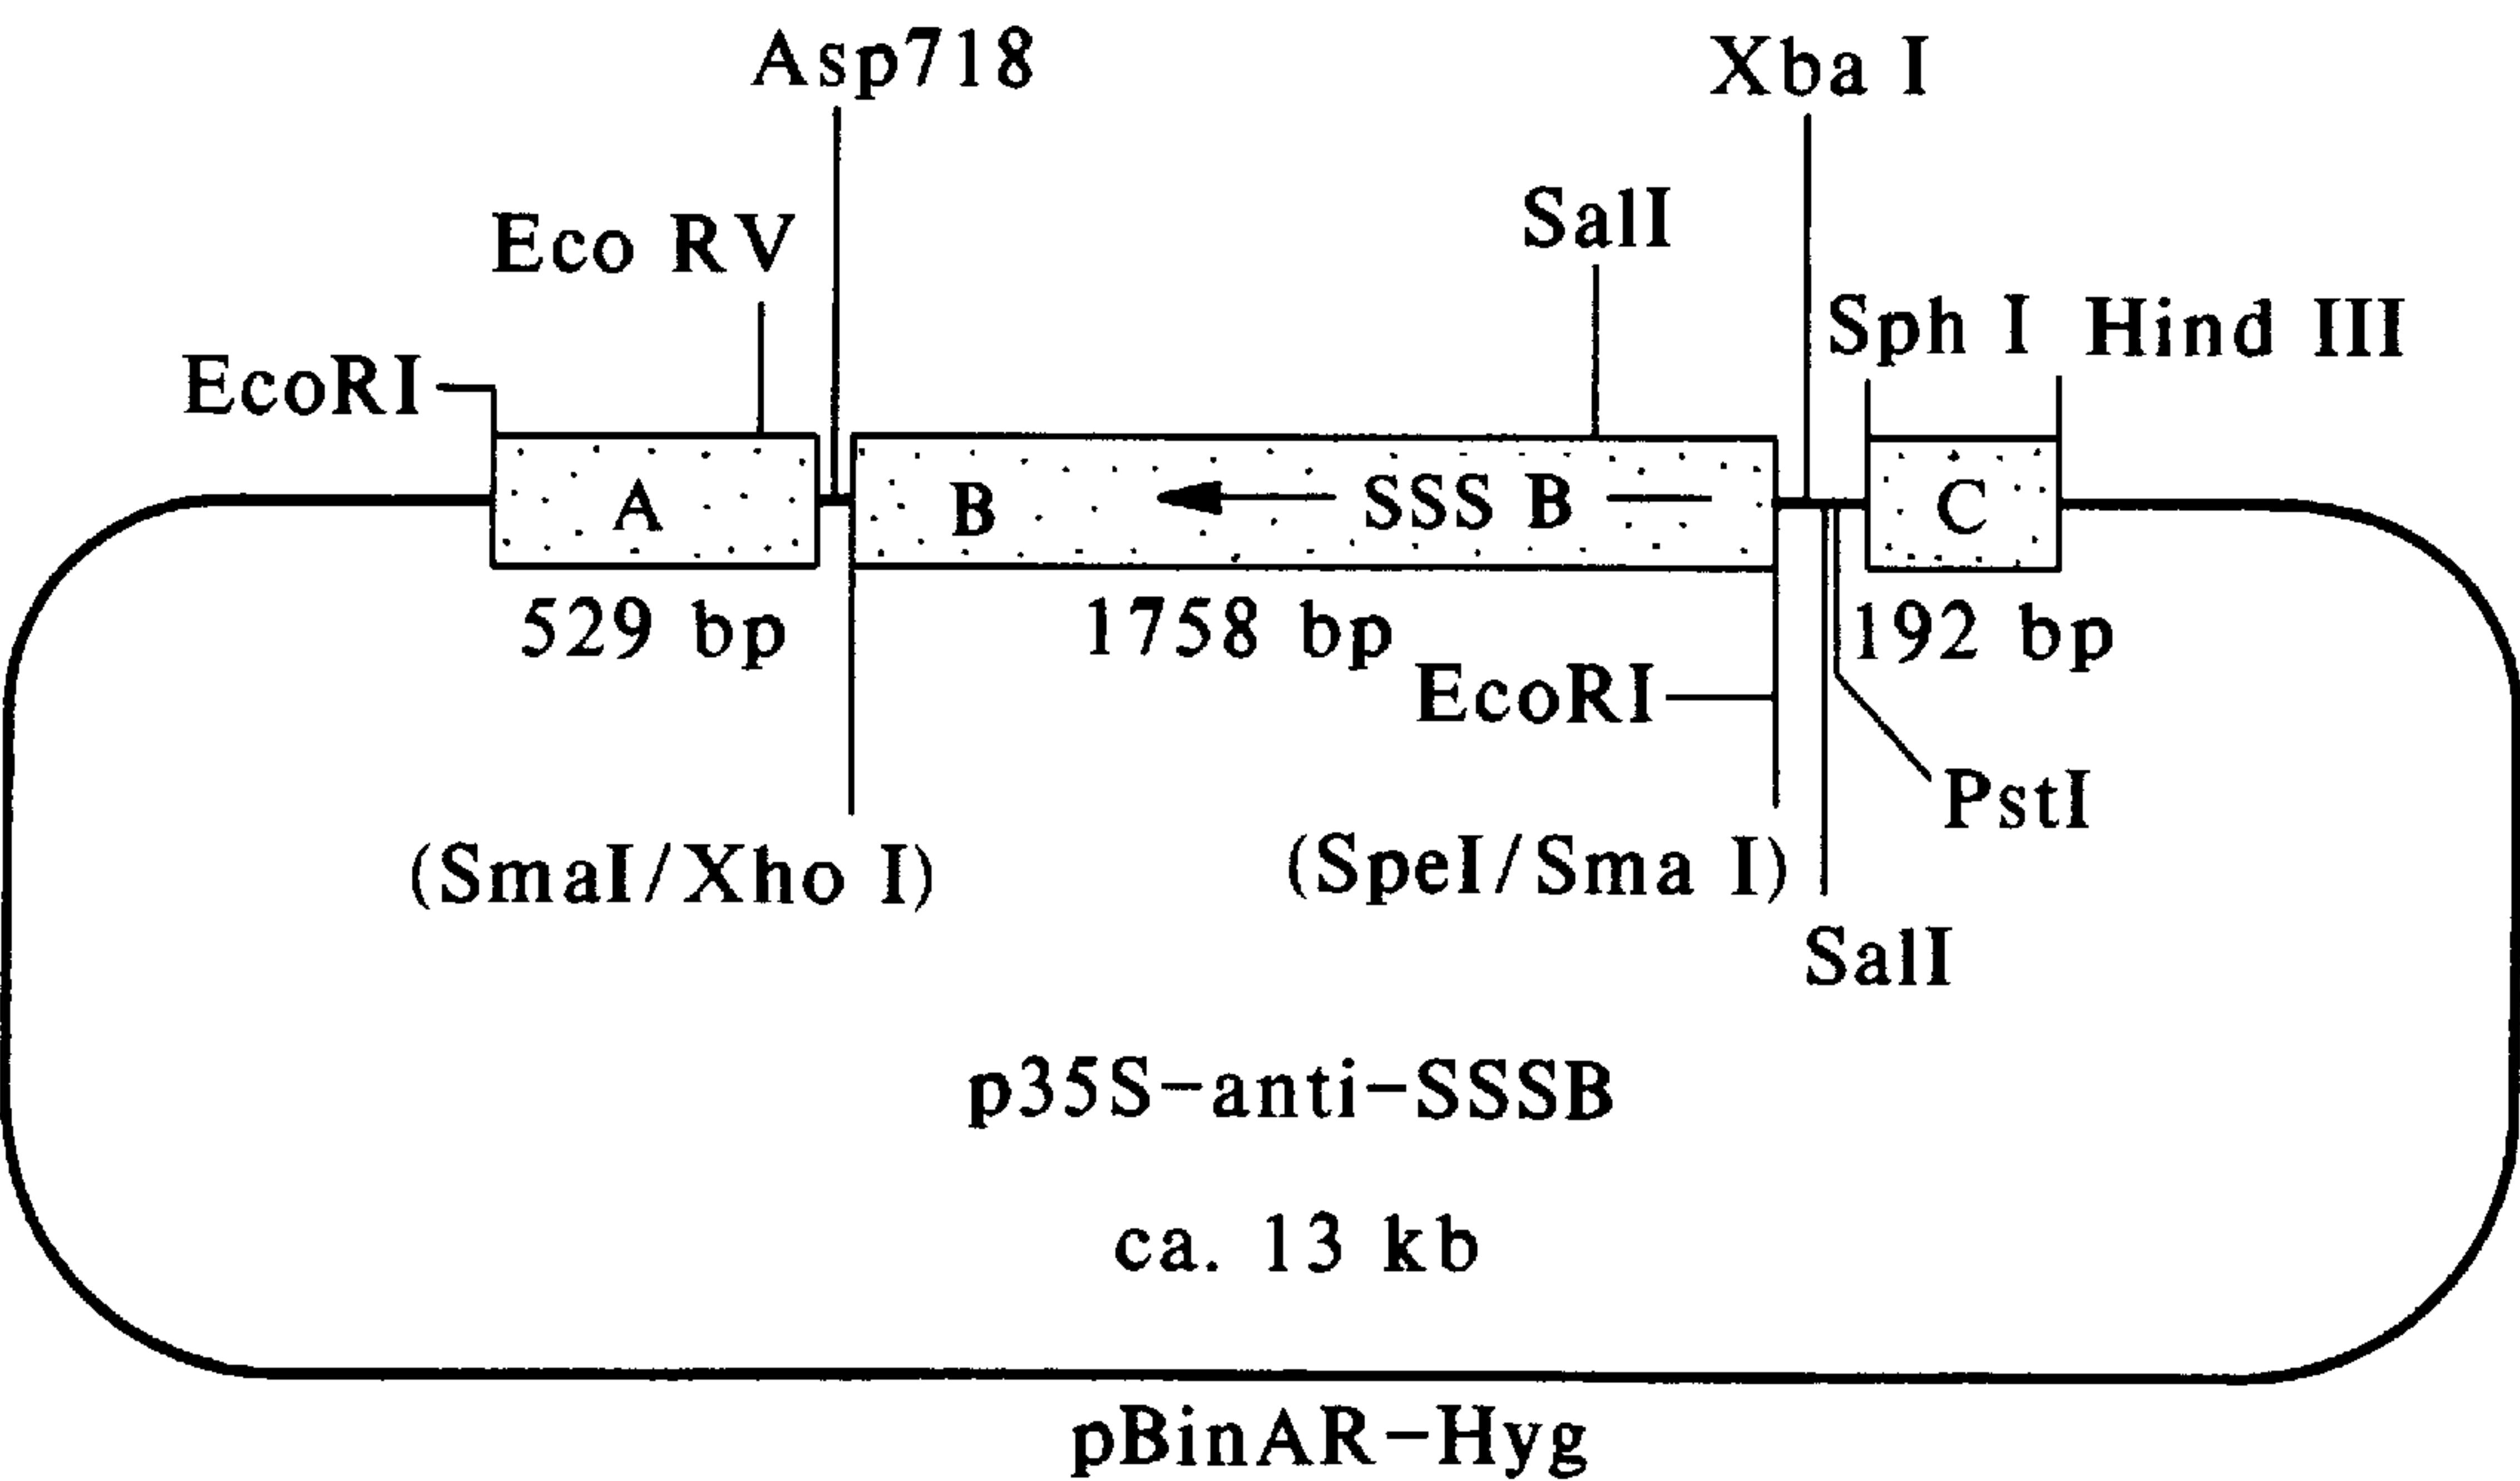 Asp718
Xba I
Eco RV
SalI
Sph I
Hind III
EcoRI
A
B
SSS B
C
529 bp
1758 bp
192 bp
EcoRI
PstI
(SmaI/Xho I)
(SpeI/Sma I)
SalI
p35S-anti-SSSB
ca. 13 kb
pBinAR-Hyg